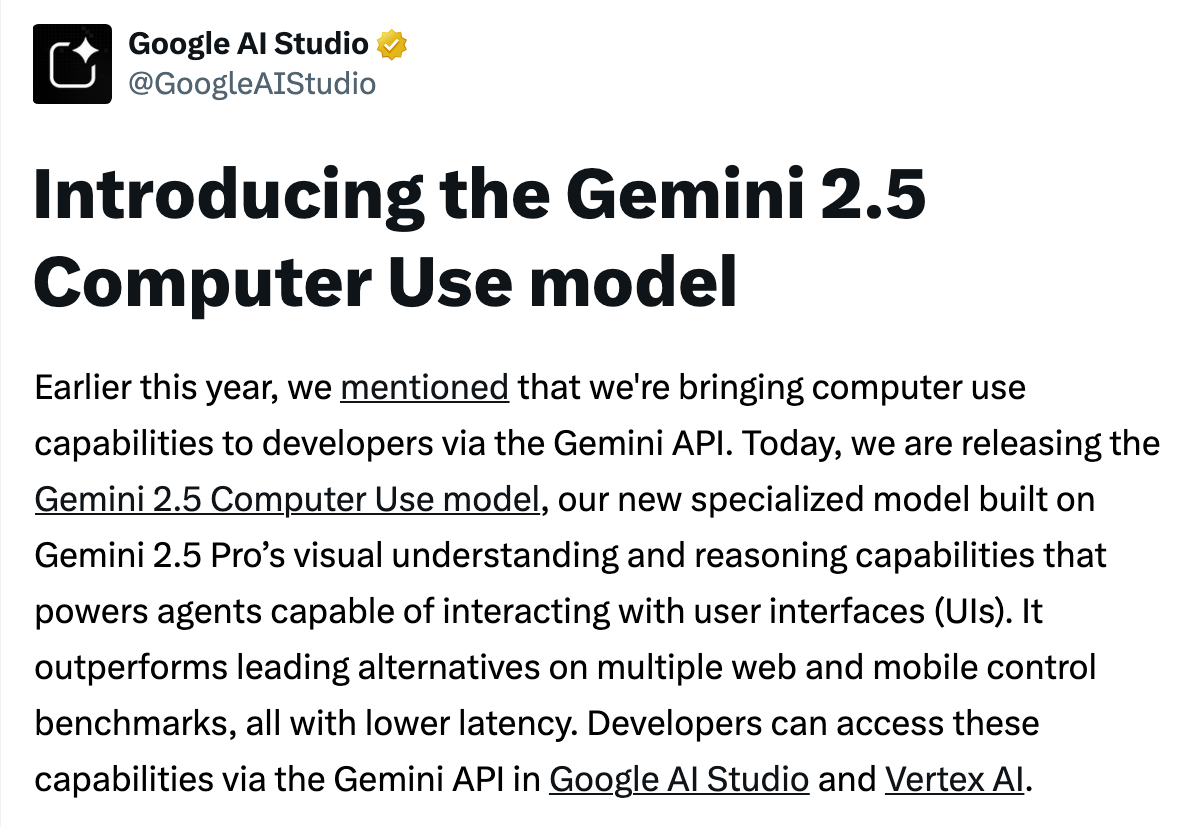 Google AI Studio
@GoogleAIStudio
Introducing the Gemini 2.5
Computer Use model
Earlier this year, we mentioned that we're bringing computer use
capabilities to developers via the Gemini API. Today, we are releasing the
Gemini 2.5 Computer Use model, our new specialized model built on
Gemini 2.5 Pro’s visual understanding and reasoning capabilities that
powers agents capable of interacting with user interfaces (UIs). It
outperforms leading alternatives on multiple web and mobile control
benchmarks, all with lower latency. Developers can access these
capabilities via the Gemini API in Google AI Studio and Vertex AI.